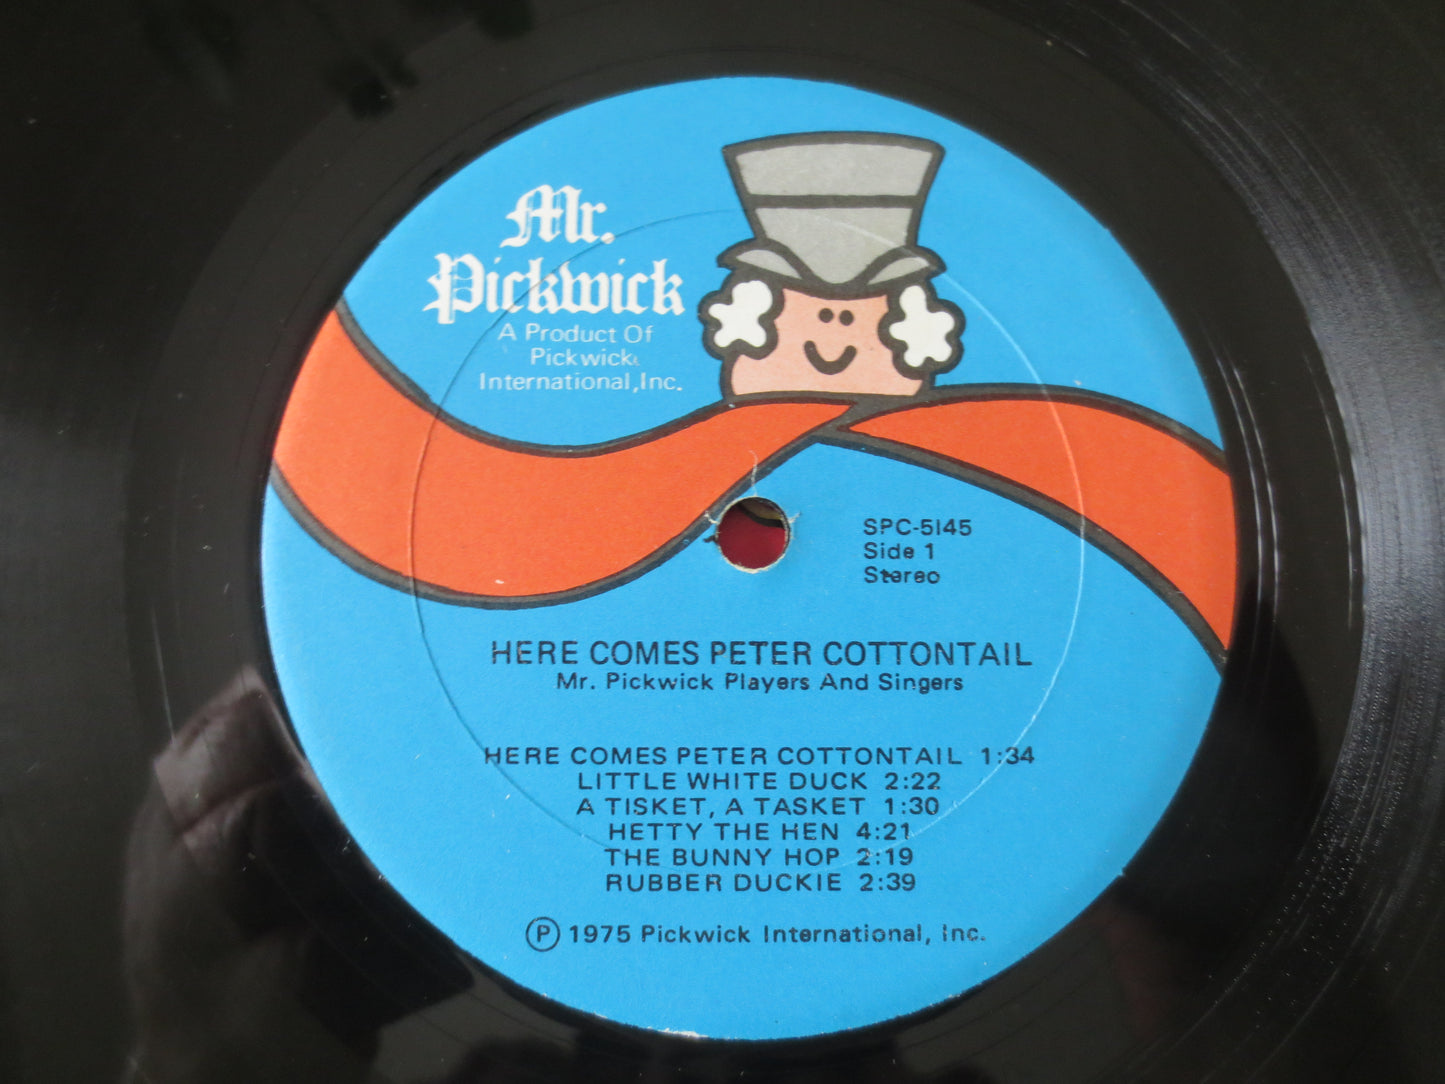 Mr.
Pickwick
A Product Of
Pickwick
International, Inc.
SPC-5145
Side 1
Stereo
HERE COMES PETER COTTONTAIL
Mr. Pickwick Players And Singers
HERE COMES PETER COTTONTAIL 1:34
LITTLE WHITE DUCK 2:22
A TISKET, A TASKET 1:30
HETTY THE HEN 4:21
THE BUNNY HOP 2:19
RUBBER DUCKIE 2:39
Ⓟ 1975 Pickwick International, Inc.